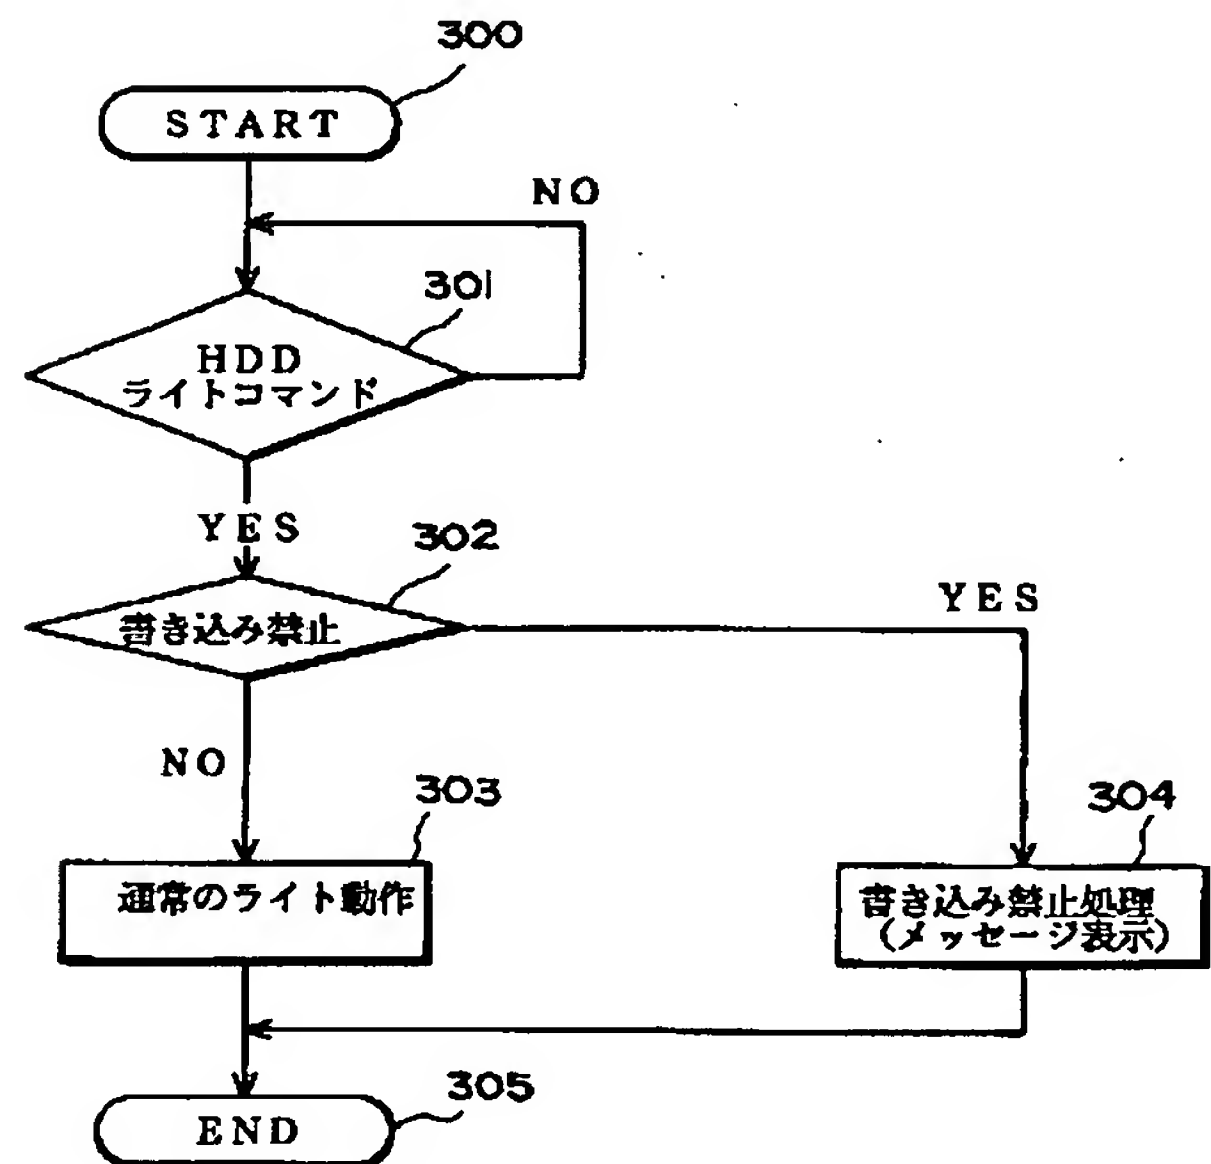 300
START
NO
301
HDD
ライトコマンド
YES
302
書き込み禁止
YES
NO
303
304
通常のライト動作
書き込み禁止処理
(メッセージ表示)
305
END